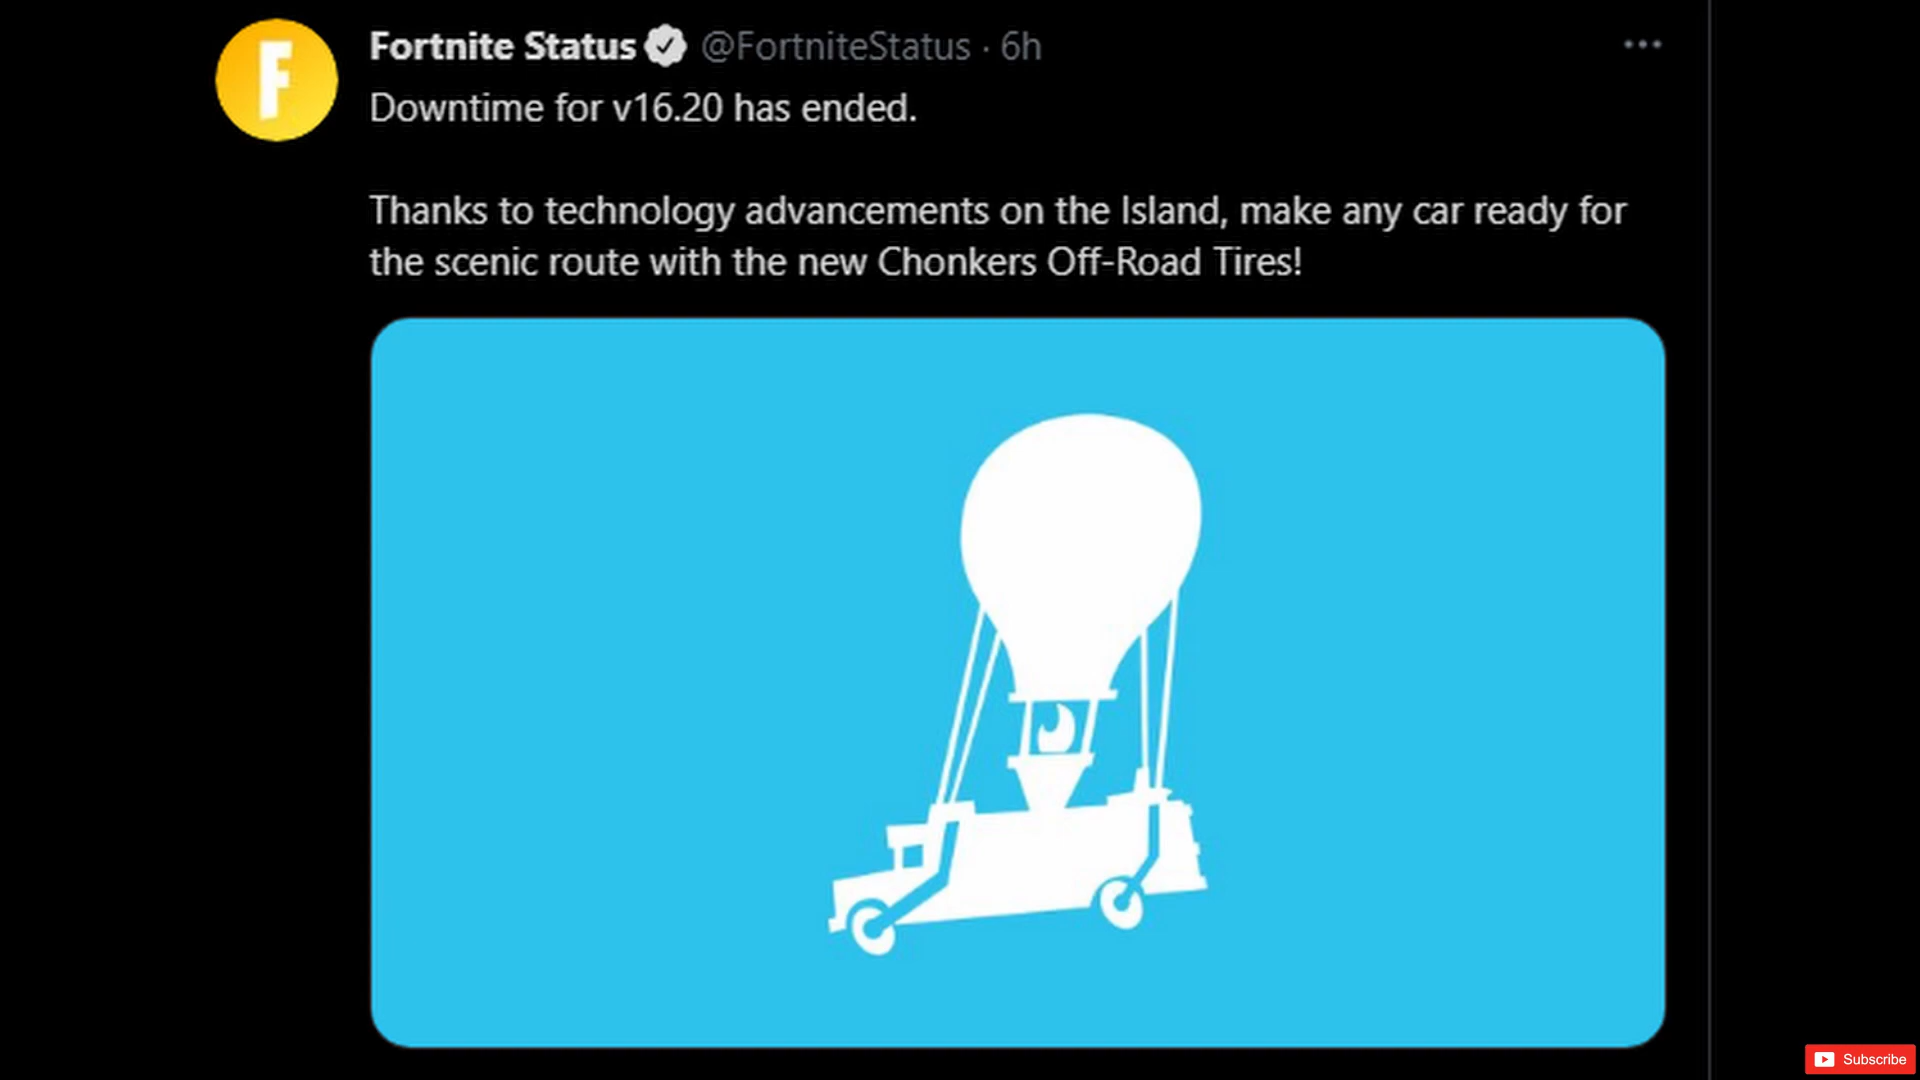 Fortnite Status @FortniteStatus · 6h
Downtime for v16.20 has ended.
Thanks to technology advancements on the Island, make any car ready for
the scenic route with the new Chonkers Off-Road Tires!
F
Subscribe